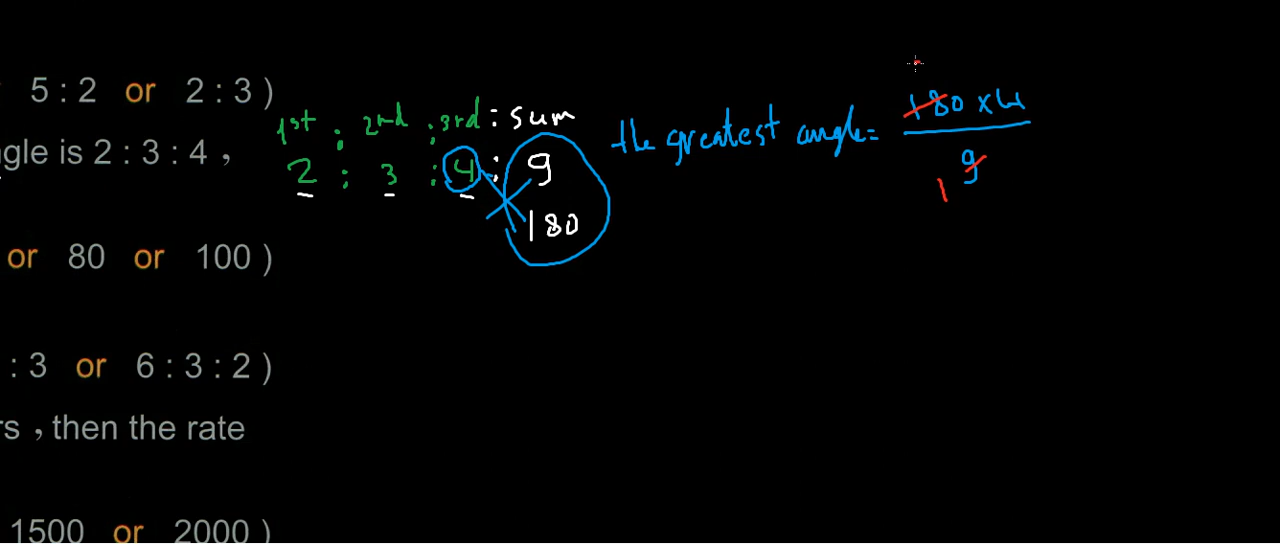 5 : 2 or 2 : 3 )
1st : 2nd : 3rd : sum
the greatest angle = 180 x 4
gle is 2 : 3 : 4 ,
2 : 3 : 4 : 9
9
1
180
or 80 or 100 )
: 3 or 6 : 3 : 2 )
rs , then the rate
1500 or 2000 )